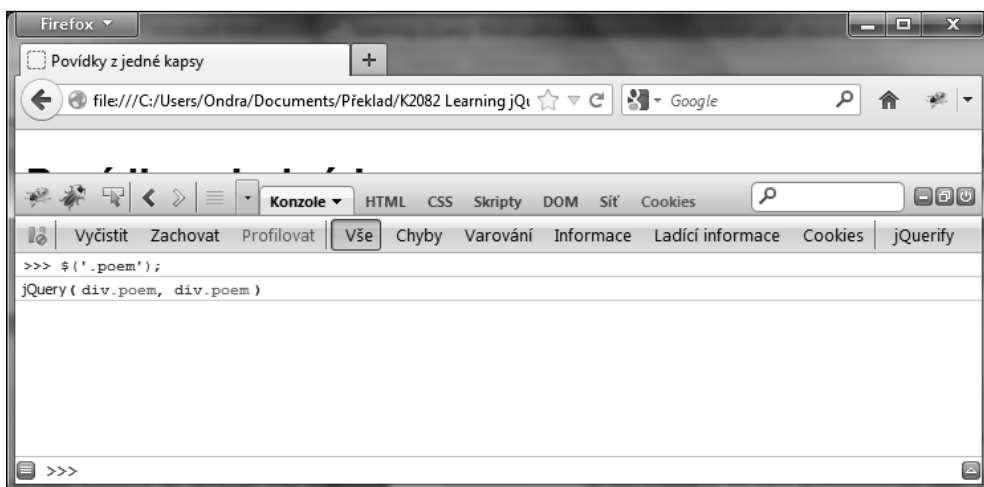 Firefox
Povídky z jedné kapsy
file:///C:/Users/Ondra/Documents/Překlad/K2082 Learning jQu
Google
Konzole HTML CSS Skripty DOM Síť Cookies
Vyčistit Zachovat Profilovat Vše Chyby Varování Informace Ladící informace Cookies jQuerify
>>> $('.poem');
jQuery( div.poem, div.poem )
>>>